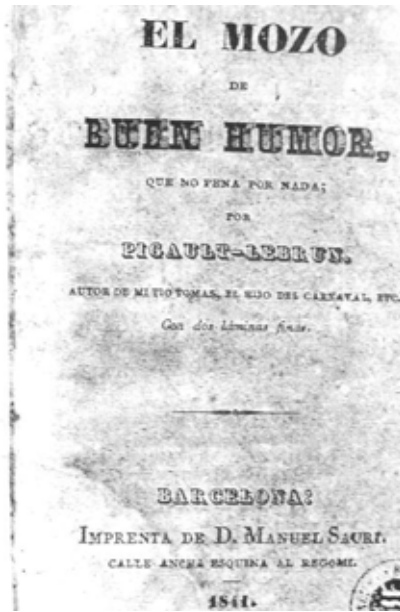 EL MOZO
DE
BUEN HUMOR,
QUE NO PENA POR NADA;
POR
PIGAULT-LEBRUN.
AUTOR DE MI TIO TOMAS, EL HIJO DEL CARNAVAL, ETC.
Con dos láminas finas.
BARCELONA:
IMPRENTA DE D. MANUEL SAURI.
CALLE ANCHA ESQUINA AL REGOMI.
1841.